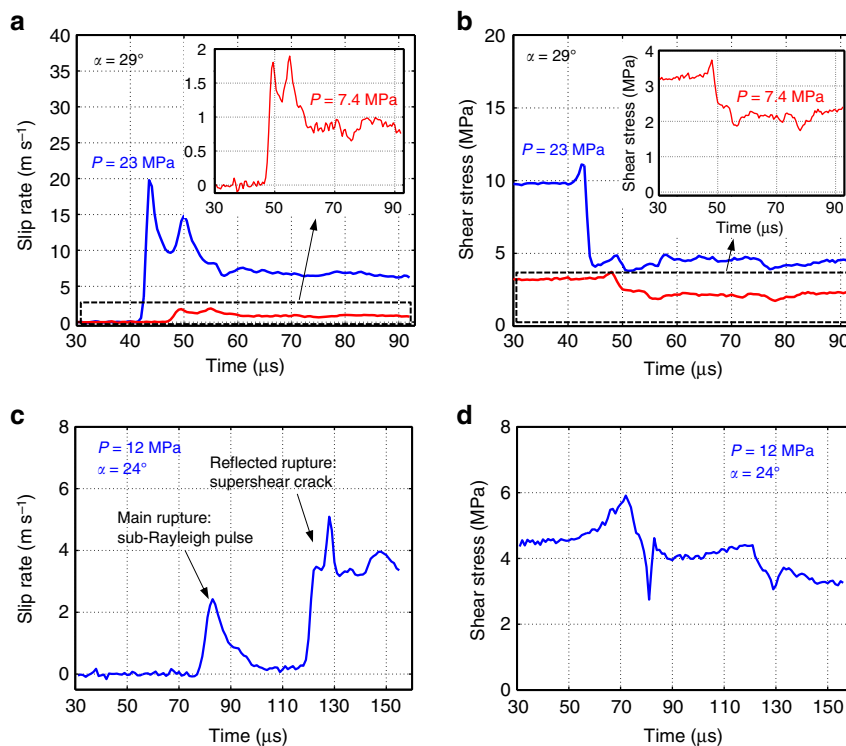 a
α = 29°
P = 7.4 MPa
P = 23 MPa
Slip rate (m s⁻¹)
40
35
30
25
20
15
10
5
0
2
1.5
1
0.5
0
30 50 70 90
30 40 50 60 70 80 90
Time (μs)
b
α = 29°
P = 7.4 MPa
P = 23 MPa
Shear stress (MPa)
20
15
10
5
0
Shear stress (MPa)
4
3
2
1
0
30 50 70 90
Time (μs)
30 40 50 60 70 80 90
Time (μs)
c
P = 12 MPa
α = 24°
Reflected rupture:
supershear crack
Main rupture:
sub-Rayleigh pulse
Slip rate (m s⁻¹)
8
6
4
2
0
30 50 70 90 110 130 150
Time (μs)
d
P = 12 MPa
α = 24°
Shear stress (MPa)
8
6
4
2
0
30 50 70 90 110 130 150
Time (μs)